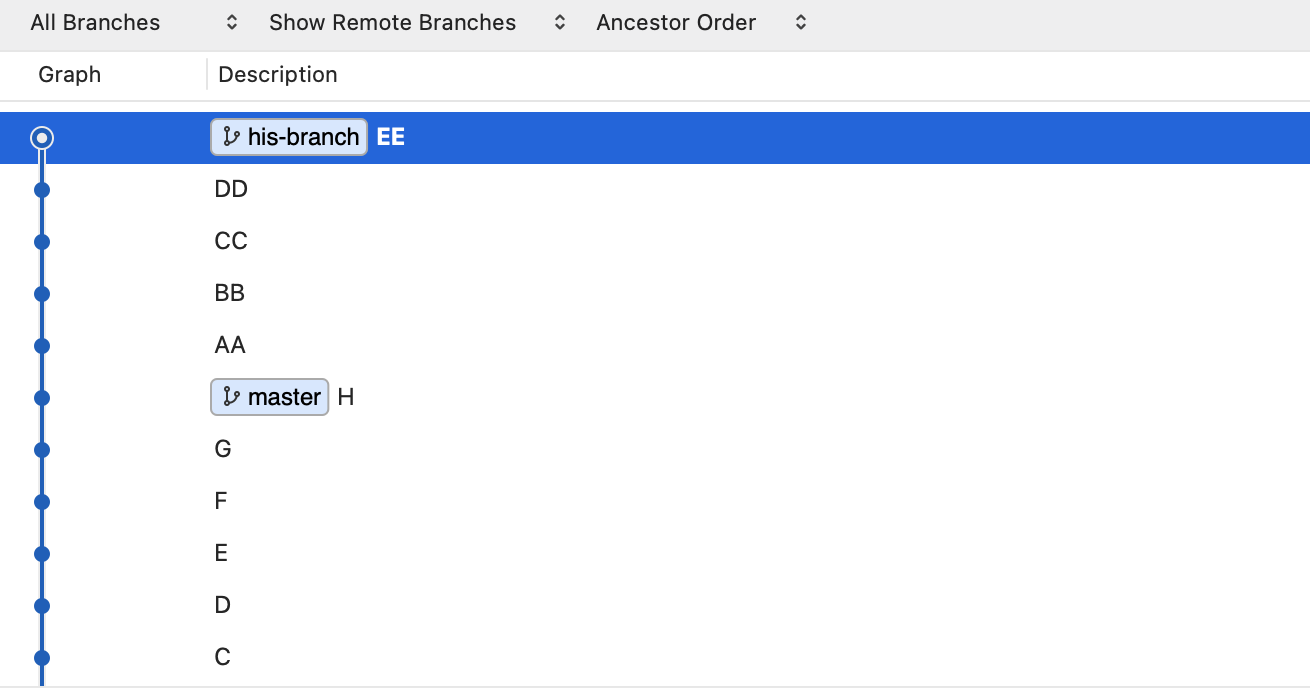 All Branches Show Remote Branches Ancestor Order
Graph Description
his-branch EE
DD
CC
BB
AA
master H
G
F
E
D
C